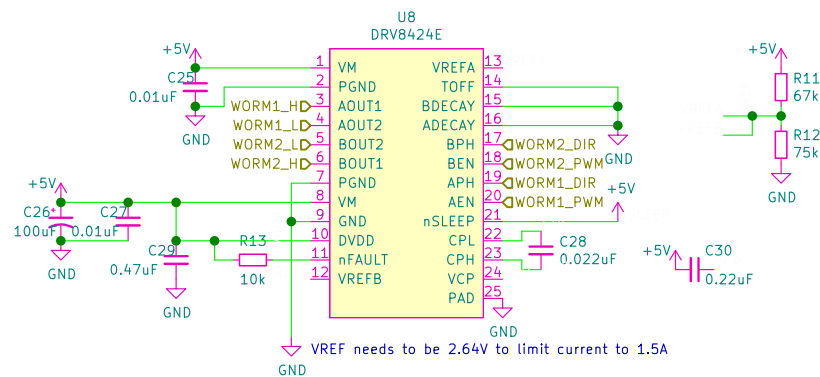 U8
DRV8424E
+5V
C25
0.01uF
GND
1 VM
2 PGND
WORM1_H 3 AOUT1
WORM1_L 4 AOUT2
WORM2_L 5 BOUT2
WORM2_H 6 BOUT1
7 PGND
8 VM
9 GND
10 DVDD
11 nFAULT
12 VREFB
VREFA 13
TOFF 14
BDECAY 15
ADECAY 16
BPH 17 WORM2_DIR
BEN 18 WORM2_PWM
APH 19 WORM1_DIR
AEN 20 WORM1_PWM
nSLEEP 21
CPL 22
CPH 23
VCP 24
PAD 25
GND
+5V
+5V
R11
67k
R12
75k
GND
+5V
C26
100uF
C27
0.01uF
GND
C29
0.47uF
GND
R13
10k
C28
0.022uF
+5V
C30
0.22uF
GND
GND
VREF needs to be 2.64V to limit current to 1.5A